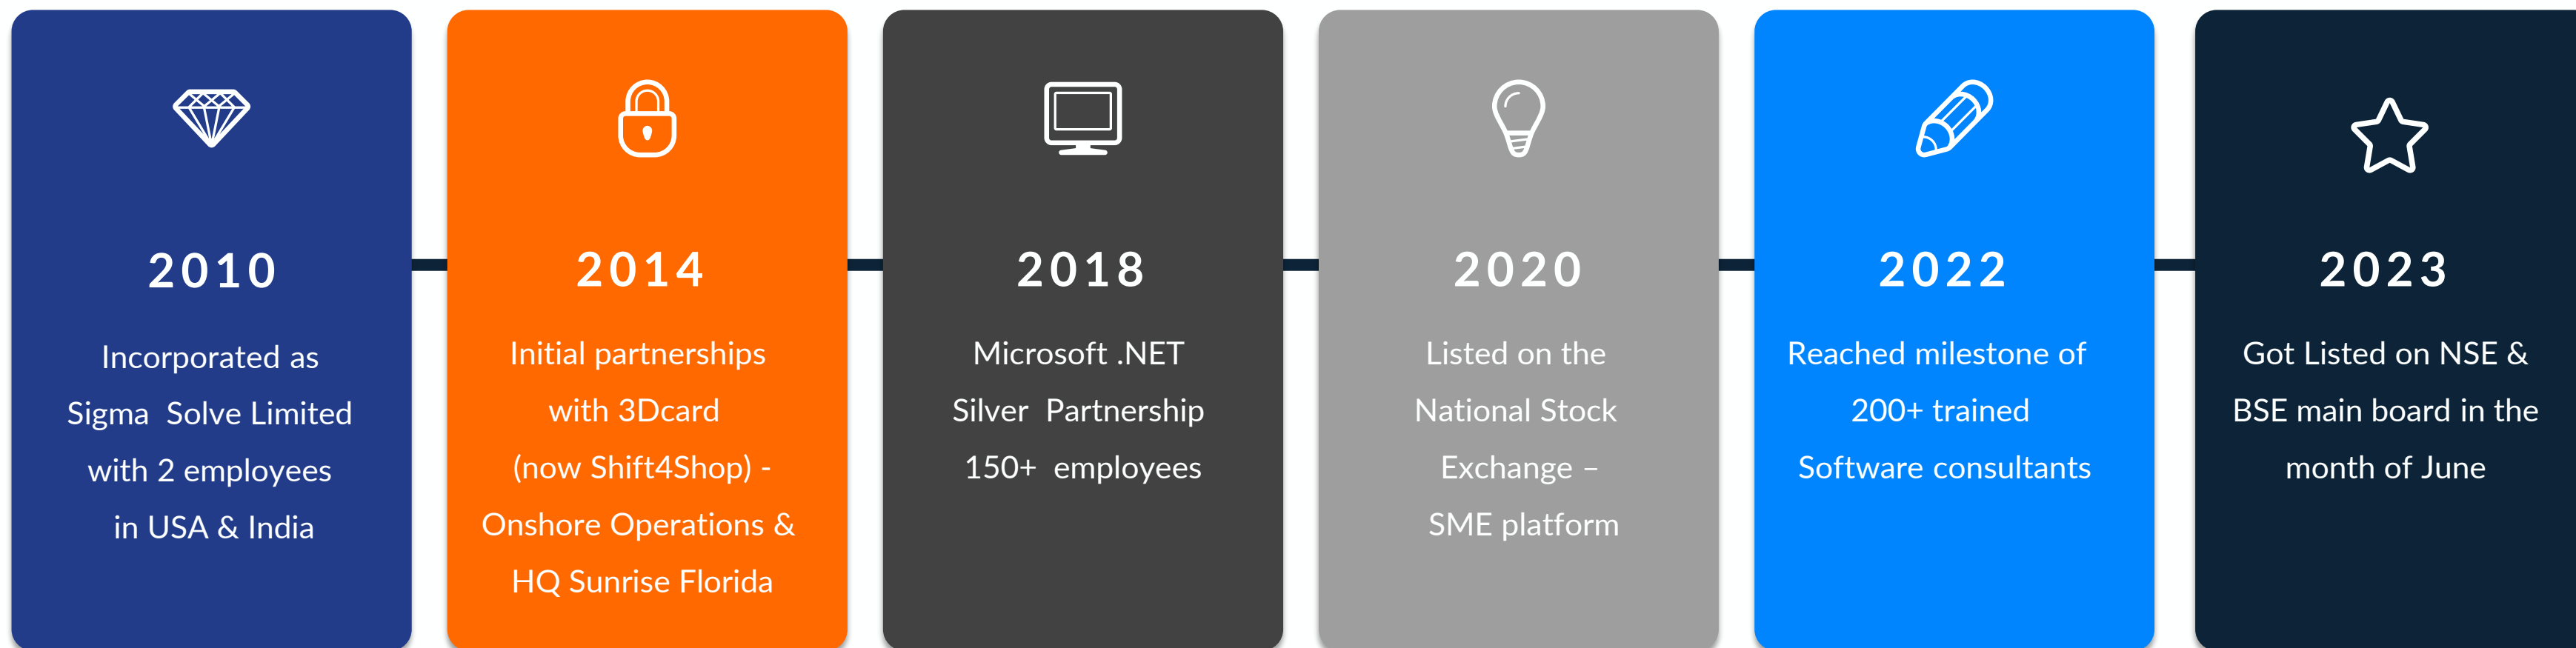 2010
Incorporated as
Sigma Solve Limited
with 2 employees
in USA & India
2014
Initial partnerships
with 3Dcard
(now Shift4Shop) -
Onshore Operations &
HQ Sunrise Florida
2018
Microsoft .NET
Silver Partnership
150+ employees
2020
Listed on the
National Stock
Exchange –
SME platform
2022
Reached milestone of
200+ trained
Software consultants
2023
Got Listed on NSE &
BSE main board in the
month of June